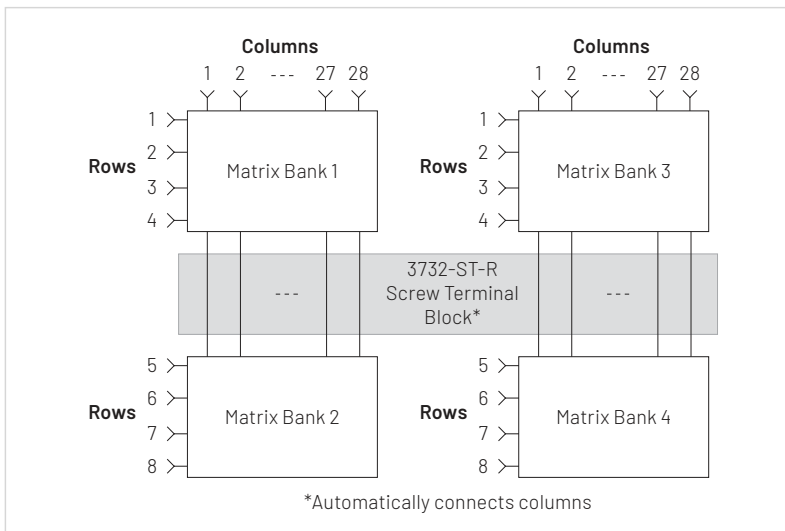 Columns
1 2 --- 27 28
Rows
1
2
3
4
Matrix Bank 1
Columns
1 2 --- 27 28
Rows
1
2
3
4
Matrix Bank 3
---
3732-ST-R
Screw Terminal
Block*
---
Rows
5
6
7
8
Matrix Bank 2
Rows
5
6
7
8
Matrix Bank 4
*Automatically connects columns